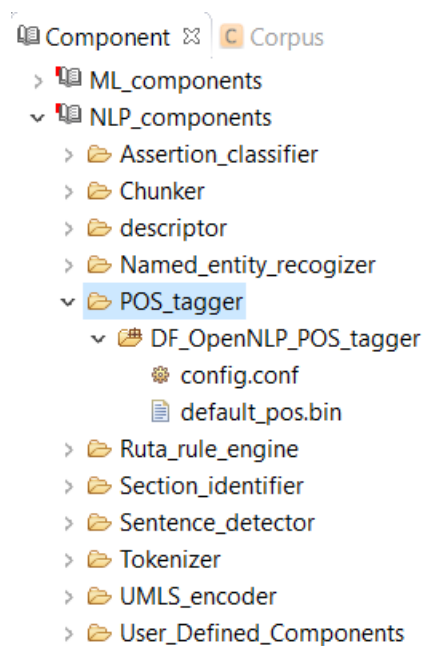 Component C Corpus
ML_components
NLP_components
Assertion_classifier
Chunker
descriptor
Named_entity_recogizer
POS_tagger
DF_OpenNLP_POS_tagger
config.conf
default_pos.bin
Ruta_rule_engine
Section_identifier
Sentence_detector
Tokenizer
UMLS_encoder
User_Defined_Components